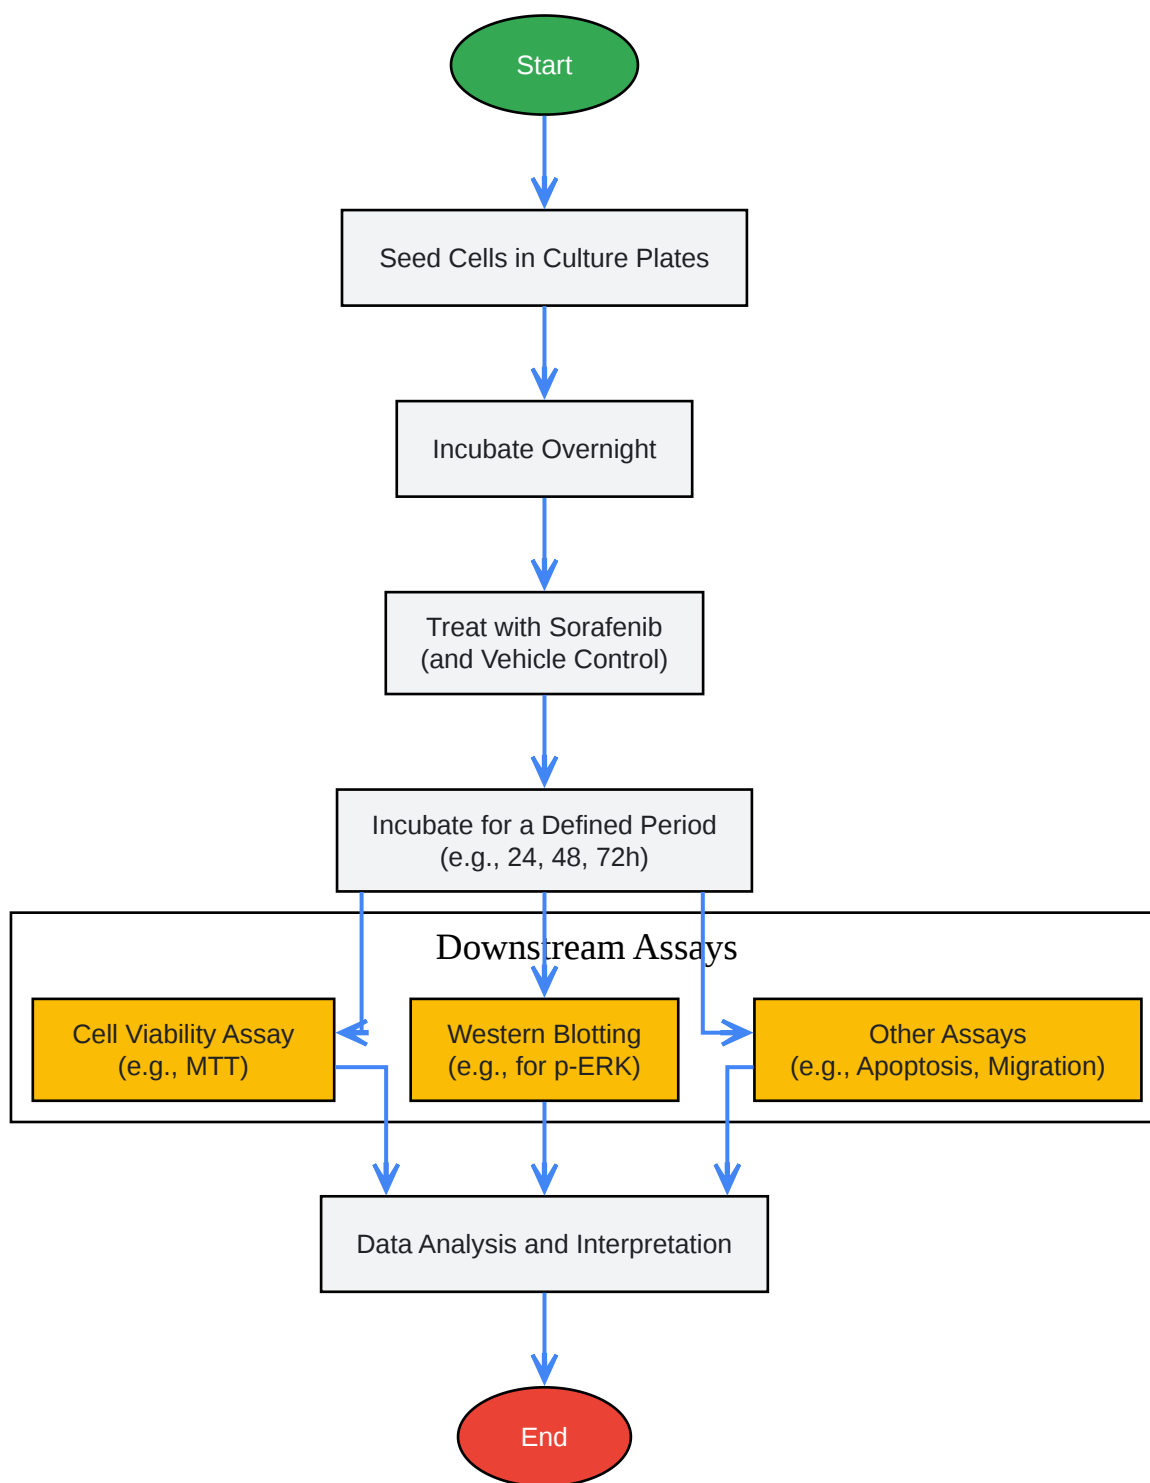 Start
Seed Cells in Culture Plates
Incubate Overnight
Treat with Sorafenib
(and Vehicle Control)
Incubate for a Defined Period
(e.g., 24, 48, 72h)
Downstream Assays
Cell Viability Assay
(e.g., MTT)
Western Blotting
(e.g., for p-ERK)
Other Assays
(e.g., Apoptosis, Migration)
Data Analysis and Interpretation
End